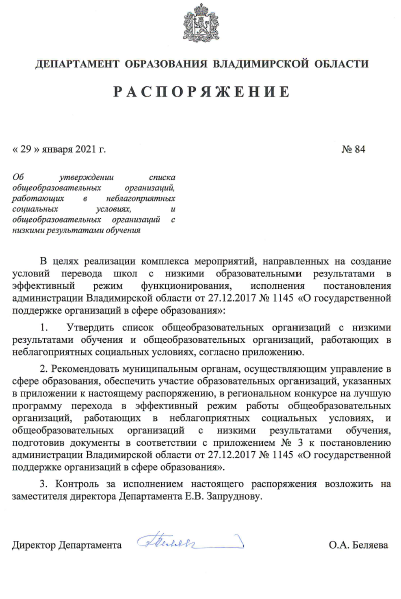 ДЕПАРТАМЕНТ ОБРАЗОВАНИЯ ВЛАДИМИРСКОЙ ОБЛАСТИ
РАСПОРЯЖЕНИЕ
« 29 » января 2021 г. № 84
Об утверждении списка
общеобразовательных организаций,
работающих в неблагоприятных
социальных условиях, и
общеобразовательных организаций с
низкими результатами обучения
В целях реализации комплекса мероприятий, направленных на создание
условий перевода школ с низкими образовательными результатами в
эффективный режим функционирования, исполнения постановления
администрации Владимирской области от 27.12.2017 № 1145 «О государственной
поддержке организаций в сфере образования»:
1. Утвердить список общеобразовательных организаций с низкими
результатами обучения и общеобразовательных организаций, работающих в
неблагоприятных социальных условиях, согласно приложению.
2. Рекомендовать муниципальным органам, осуществляющим управление в
сфере образования, обеспечить участие образовательных организаций, указанных
в приложении к настоящему распоряжению, в региональном конкурсе на лучшую
программу перехода в эффективный режим работы общеобразовательных
организаций, работающих в неблагоприятных социальных условиях, и
общеобразовательных организаций с низкими результатами обучения,
подготовив документы в соответствии с приложением № 3 к постановлению
администрации Владимирской области от 27.12.2017 № 1145 «О государственной
поддержке организаций в сфере образования».
3. Контроль за исполнением настоящего распоряжения возложить на
заместителя директора Департамента Е.В. Запруднову.
Директор Департамента О.А. Беляева